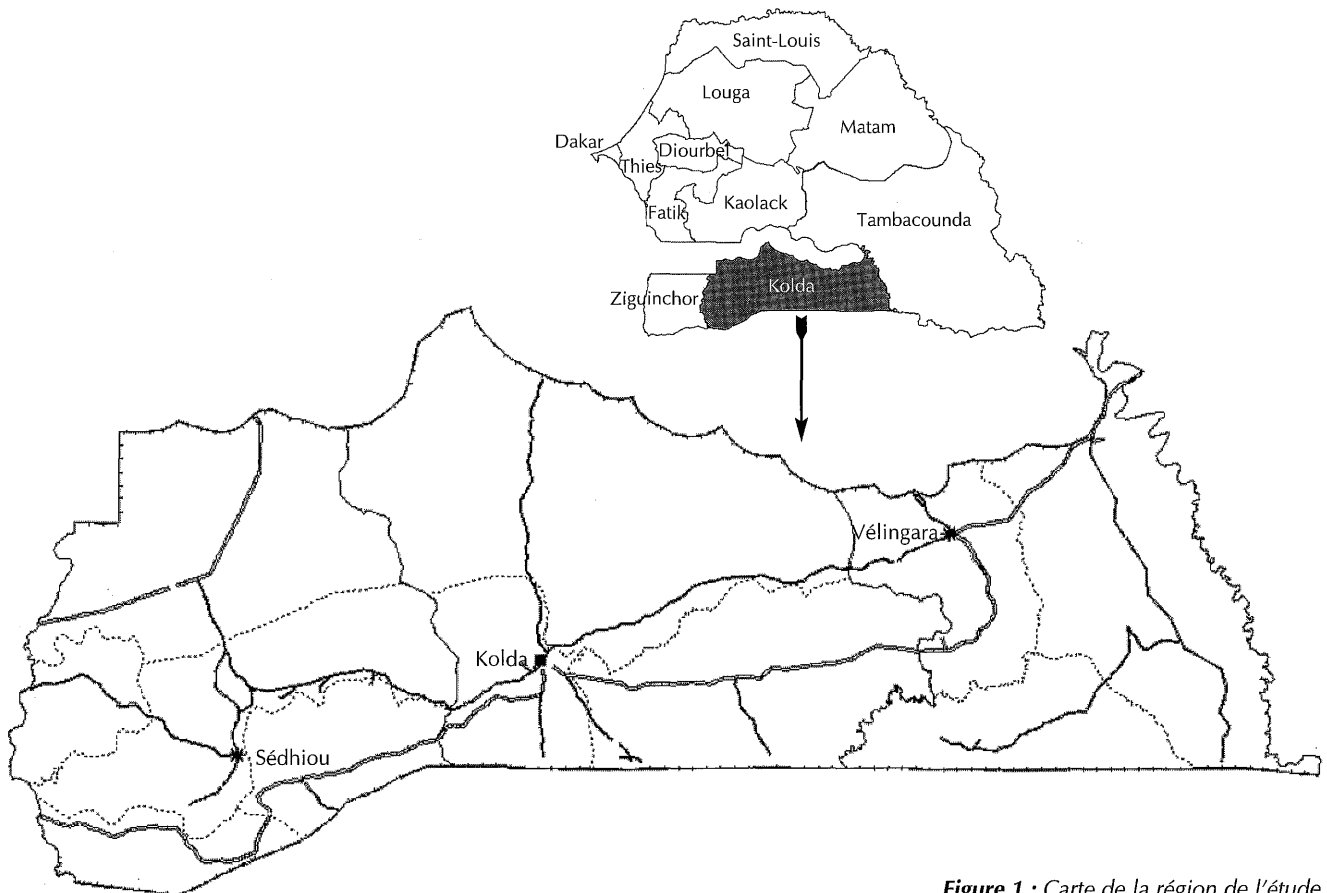 Saint-Louis
Louga
Matam
Dakar
Diourbel
Thies
Kaolack
Fatik
Tambacounda
Ziguinchor
Kolda
Vélingara
Kolda
Sédhiou
Figure 1 : Carte de la région de l'étude